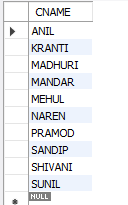 CNAME
ANIL
KRANTI
MADHURI
MANDAR
MEHUL
NAREN
PRAMOD
SANDIP
SHIVANI
SUNIL
NULL